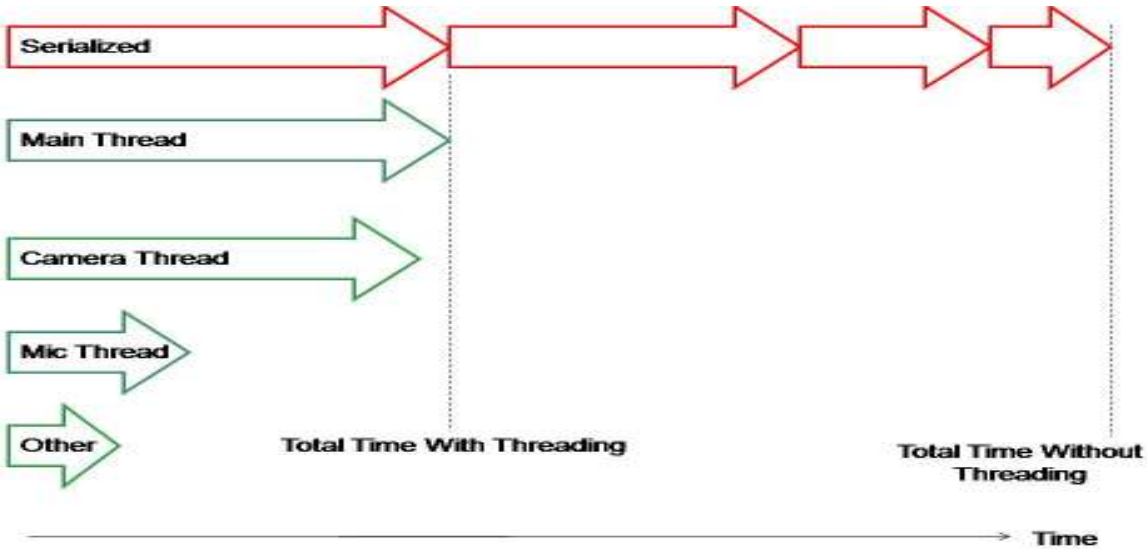 Serialized
Main Thread
Camera Thread
Mic Thread
Other
Total Time With Threading
Total Time Without
Threading
Time